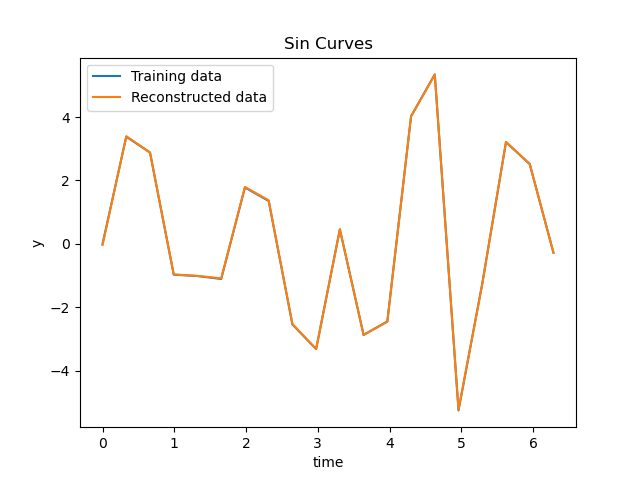 Sin Curves
Training data
Reconstructed data
4
2
0
−2
−4
y
0 1 2 3 4 5 6
time